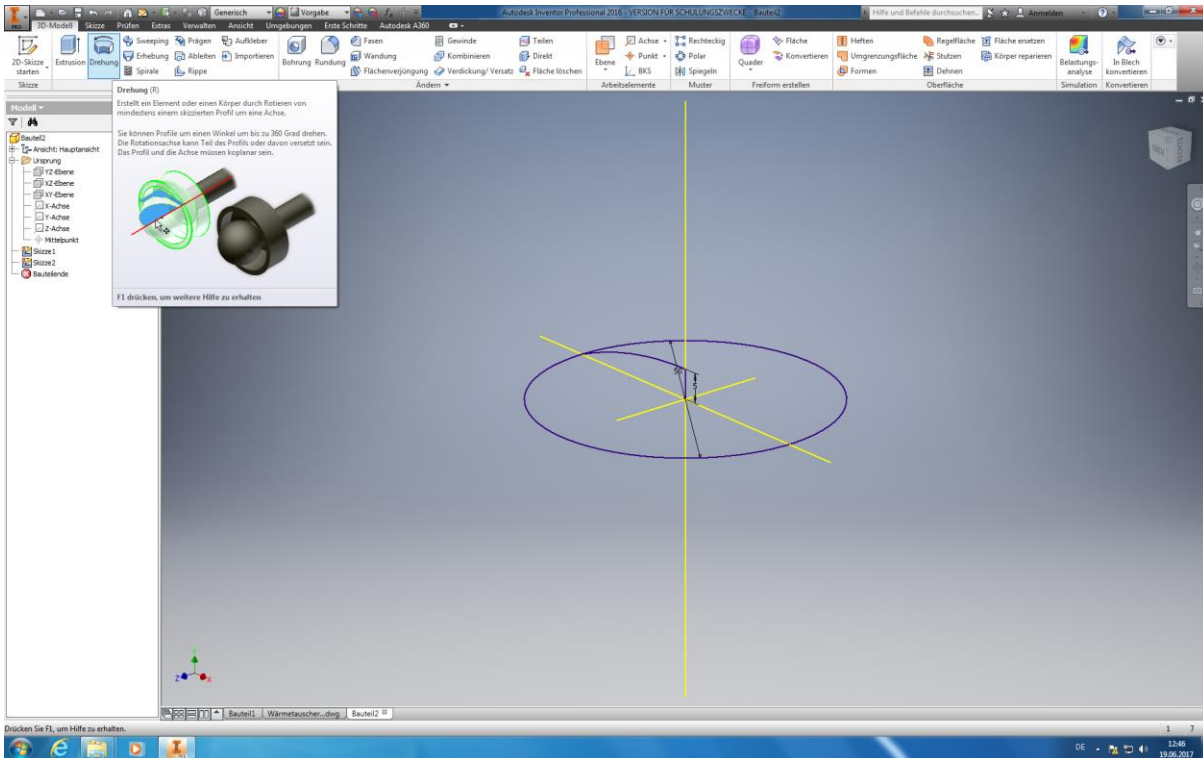 Generisch Vorgabe Autodesk Inventor Professional 2016 - VERSION FÜR SCHULUNGSZWECKE Bauteil2 Hilfe und Befehle durchsuchen... Anmelden
3D-Modell Skizze Prüfen Extras Verwalten Ansicht Umgebungen Erste Schritte Autodesk A360
Sweeping Prägen Aufkleber Fasen Gewinde Teilen Achse Rechteckig Fläche Heften Regelfläche Fläche ersetzen
2D-Skizze starten Extrusion Drehung Erhebung Ableiten Importieren Bohrung Rundung Wandung Kombinieren Direkt Ebene Punkt Polar Quader Konvertieren Umgrenzungsfläche Stutzen Körper reparieren Belastungs-analyse In Blech konvertieren
Spirale Rippe Flächenverjüngung Verdickung/ Versatz Fläche löschen BKS Spiegeln Formen Dehnen
Skizze Ändern Arbeitselemente Muster Freiform erstellen Oberfläche Simulation Konvertieren
Drehung (R)
Erstellt ein Element oder einen Körper durch Rotieren von
mindestens einem skizzierten Profil um eine Achse.
Sie können Profile um einen Winkel um bis zu 360 Grad drehen.
Die Rotationsachse kann Teil des Profils oder davon versetzt sein.
Das Profil und die Achse müssen koplanar sein.
F1 drücken, um weitere Hilfe zu erhalten
Modell
Bauteil2
Ansicht: Hauptansicht
Ursprung
YZ-Ebene
XZ-Ebene
XY-Ebene
X-Achse
Y-Achse
Z-Achse
Mittelpunkt
Skizze1
Skizze2
Bauteilende
50
5
Y
Z X
Bauteil1 Wärmetauscher...dwg Bauteil2
Drücken Sie F1, um Hilfe zu erhalten. 1 7
DE 12:46
19.06.2017